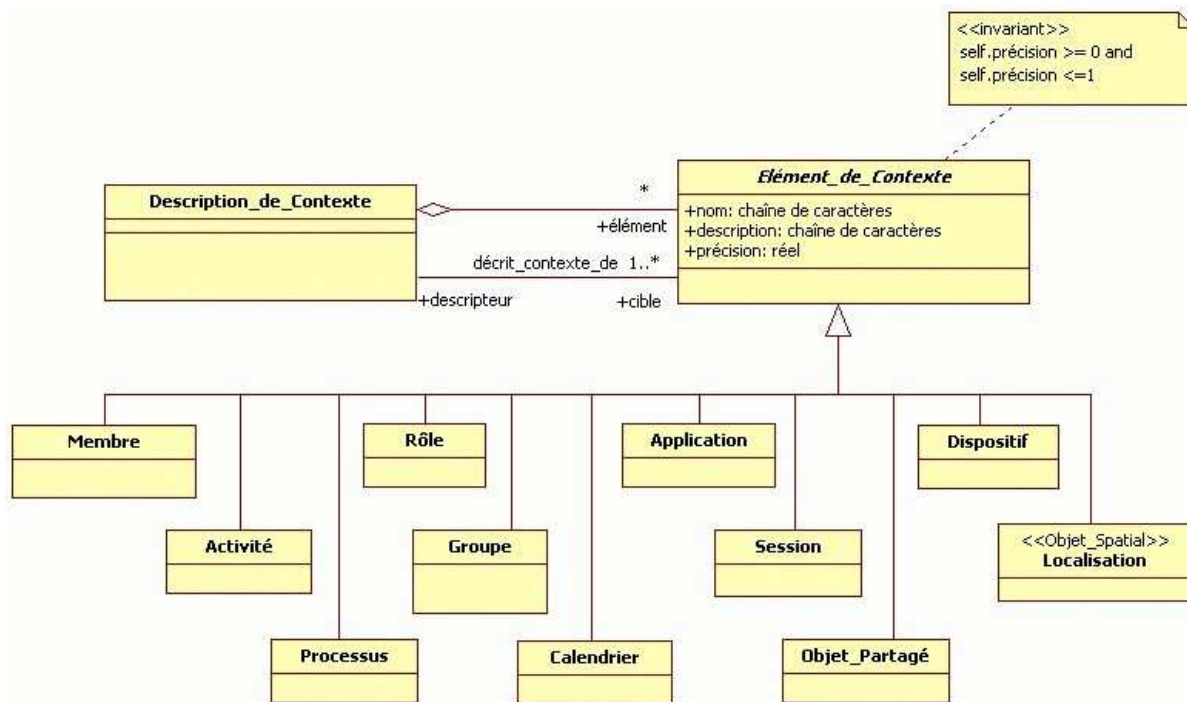 <<invariant>>
self.précision >= 0 and
self.précision <=1
Elément_de_Contexte
+nom: chaîne de caractères
+description: chaîne de caractères
+précision: réel
Description_de_Contexte
*
+élément
décrit_contexte_de 1..*
+descripteur
+cible
Membre
Rôle
Application
Dispositif
Activité
Groupe
Session
<<Objet_Spatial>>
Localisation
Processus
Calendrier
Objet_Partagé